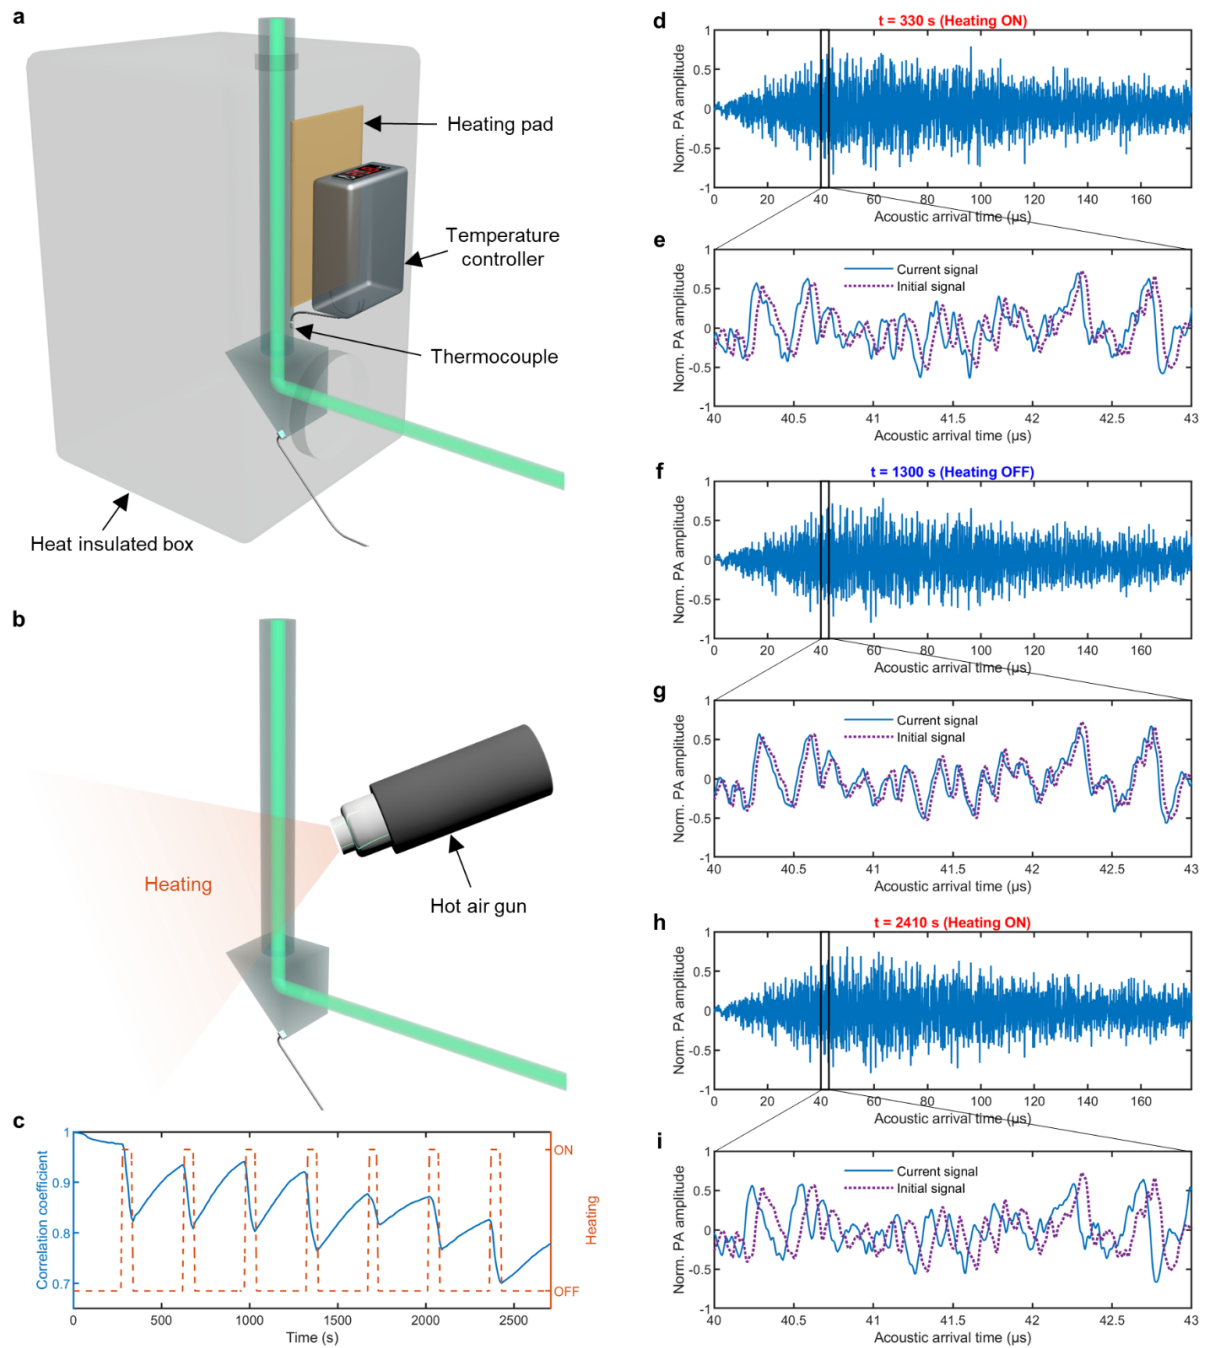 a
Heating pad
Temperature
controller
Thermocouple
Heat insulated box
b
Heating
Hot air gun
c
Correlation coefficient
1
0.9
0.8
0.7
0
500
1000
1500
2000
2500
Time (s)
ON
OFF
Heating
d
t = 330 s (Heating ON)
Norm. PA amplitude
1
0.5
0
-0.5
-1
0
20
40
60
80
100
120
140
160
Acoustic arrival time (µs)
e
Current signal
Initial signal
Norm. PA amplitude
1
0.5
0
-0.5
-1
40
40.5
41
41.5
42
42.5
43
Acoustic arrival time (µs)
f
t = 1300 s (Heating OFF)
Norm. PA amplitude
1
0.5
0
-0.5
-1
0
20
40
60
80
100
120
140
160
Acoustic arrival time (µs)
g
Current signal
Initial signal
Norm. PA amplitude
1
0.5
0
-0.5
-1
40
40.5
41
41.5
42
42.5
43
Acoustic arrival time (µs)
h
t = 2410 s (Heating ON)
Norm. PA amplitude
1
0.5
0
-0.5
-1
0
20
40
60
80
100
120
140
160
Acoustic arrival time (µs)
i
Current signal
Initial signal
Norm. PA amplitude
1
0.5
0
-0.5
-1
40
40.5
41
41.5
42
42.5
43
Acoustic arrival time (µs)